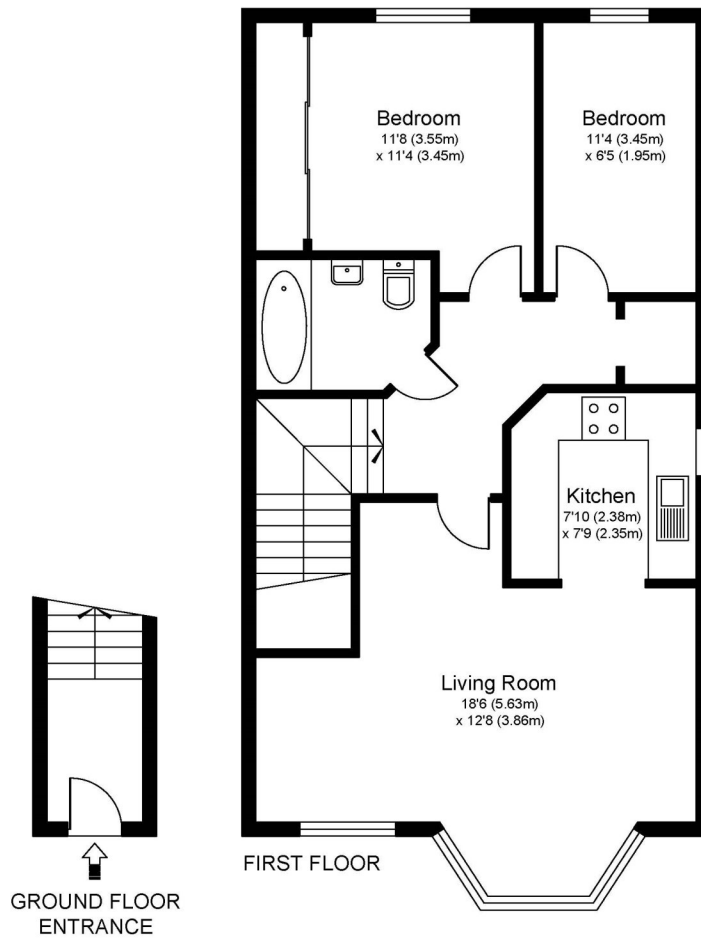 Bedroom
11'8 (3.55m)
x 11'4 (3.45m)
Bedroom
11'4 (3.45m)
x 6'5 (1.95m)
Kitchen
7'10 (2.38m)
x 7'9 (2.35m)
Living Room
18'6 (5.63m)
x 12'8 (3.86m)
FIRST FLOOR
GROUND FLOOR
ENTRANCE